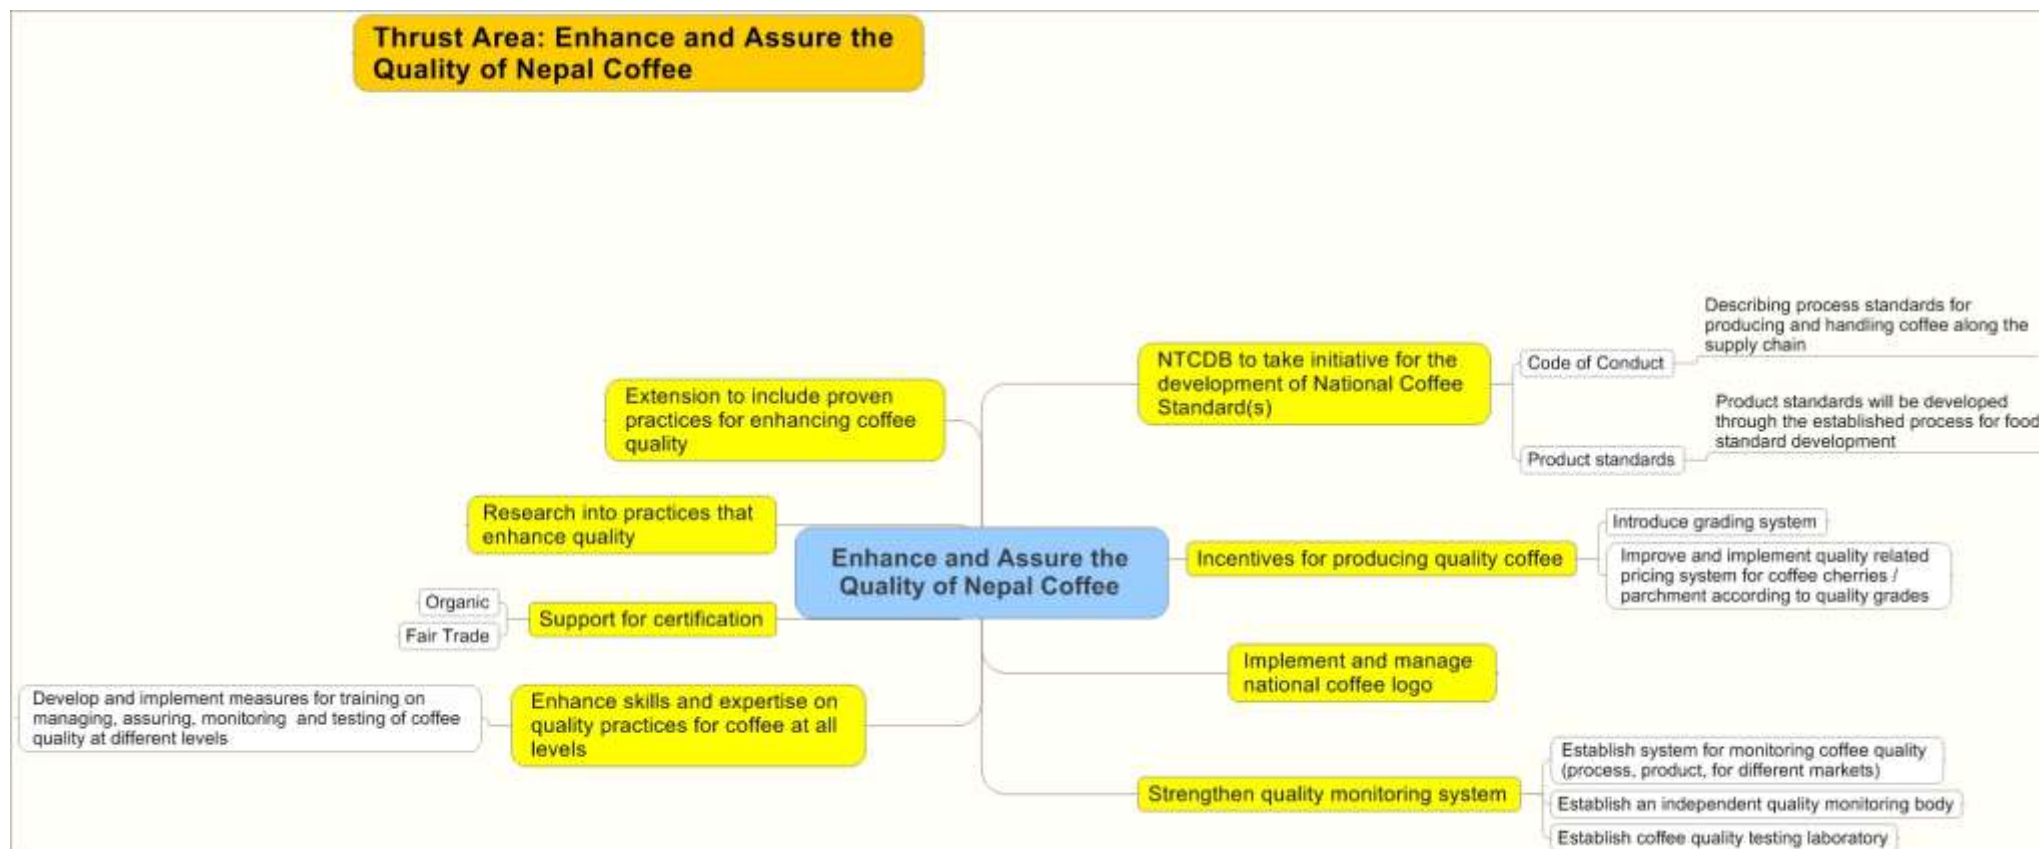 Thrust Area: Enhance and Assure the
Quality of Nepal Coffee
Enhance and Assure the
Quality of Nepal Coffee
NTCDB to take initiative for the
development of National Coffee
Standard(s)
Code of Conduct
Describing process standards for
producing and handling coffee along the
supply chain
Product standards
Product standards will be developed
through the established process for food
standard development
Incentives for producing quality coffee
Introduce grading system
Improve and implement quality related
pricing system for coffee cherries /
parchment according to quality grades
Implement and manage
national coffee logo
Strengthen quality monitoring system
Establish system for monitoring coffee quality
(process, product, for different markets)
Establish an independent quality monitoring body
Establish coffee quality testing laboratory
Extension to include proven
practices for enhancing coffee
quality
Research into practices that
enhance quality
Support for certification
Organic
Fair Trade
Enhance skills and expertise on
quality practices for coffee at all
levels
Develop and implement measures for training on
managing, assuring, monitoring  and testing of coffee
quality at different levels